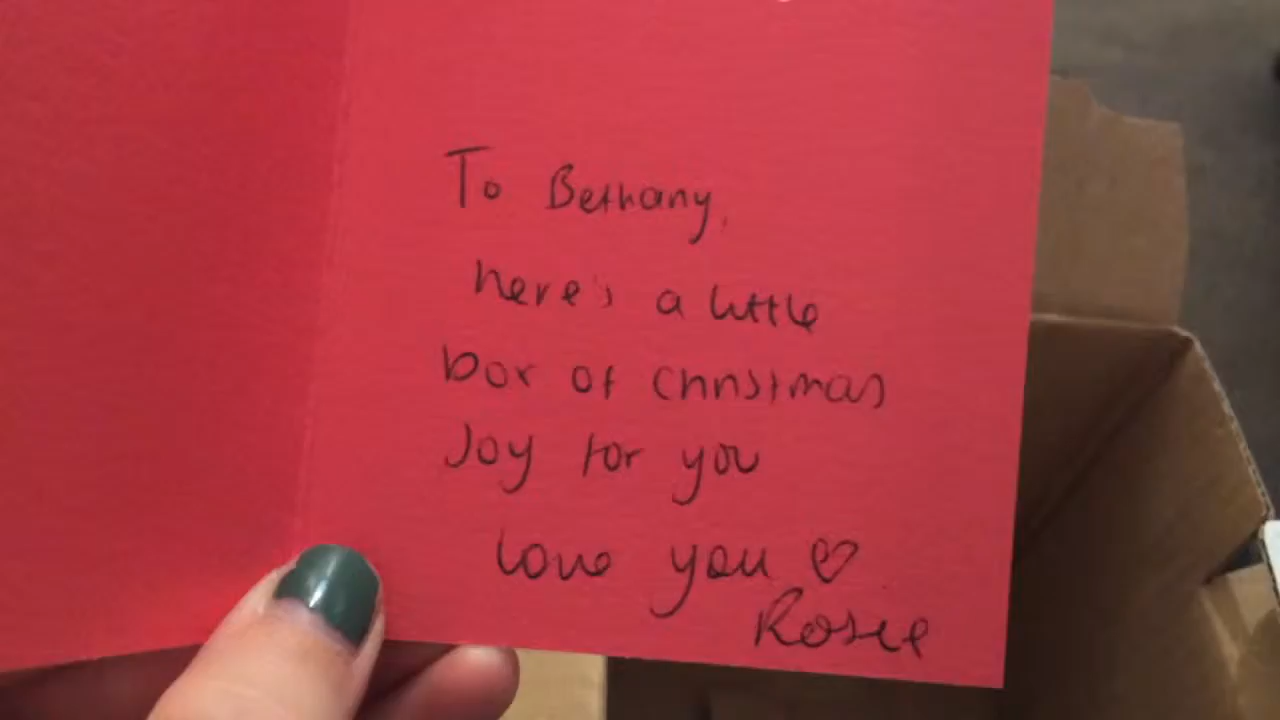 To Bethany,
here's a little
box of christmas
Joy for you
love you ♡
Rosie